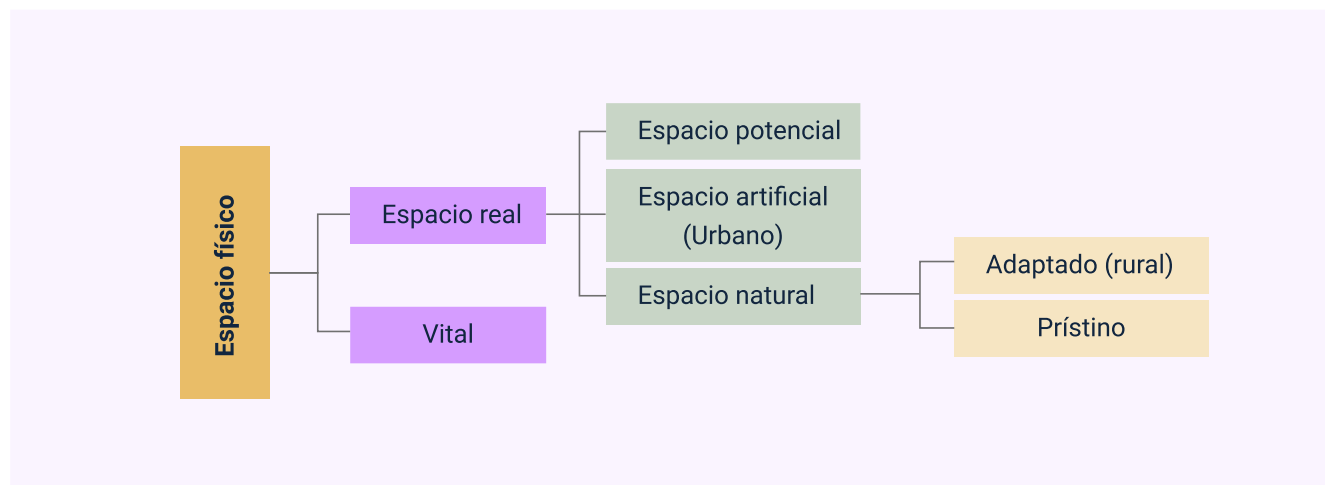 Espacio físico
Espacio real
Vital
Espacio potencial
Espacio artificial
(Urbano)
Espacio natural
Adaptado (rural)
Prístino